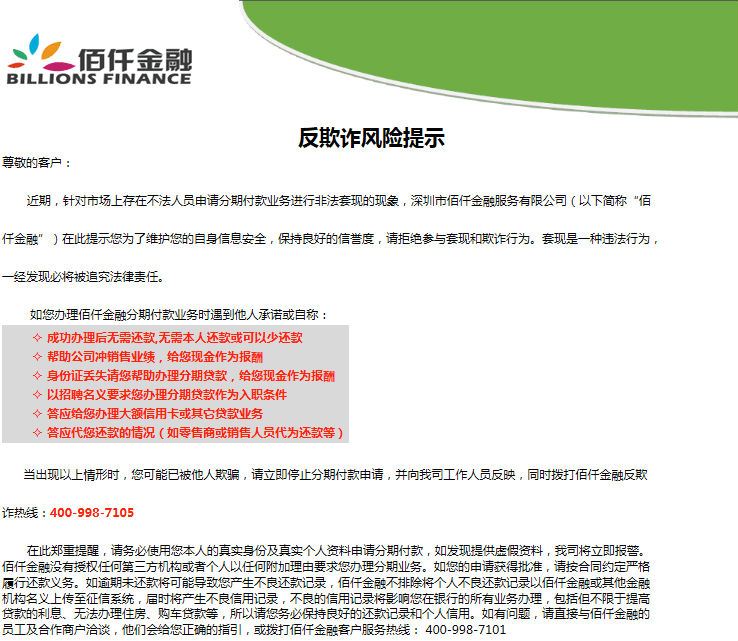 佰仟金融
BILLIONS FINANCE
反欺诈风险提示
尊敬的客户：
近期，针对市场上存在不法人员申请分期付款业务进行非法套现的现象，深圳市佰仟金融服务有限公司（以下简称“佰
仟金融”）在此提示您为了维护您的自身信息安全，保持良好的信誉度，请拒绝参与套现和欺诈行为。套现是一种违法行为，
一经发现必将被追究法律责任。
如您办理佰仟金融分期付款业务时遇到他人承诺或自称：
✧ 成功办理后无需还款,无需本人还款或可以少还款
✧ 帮助公司冲销售业绩，给您现金作为报酬
✧ 身份证丢失请您帮助办理分期贷款，给您现金作为报酬
✧ 以招聘名义要求您办理分期贷款作为入职条件
✧ 答应给您办理大额信用卡或其它贷款业务
✧ 答应代您还款的情况（如零售商或销售人员代为还款等）
当出现以上情形时，您可能已被他人欺骗，请立即停止分期付款申请，并向我司工作人员反映，同时拨打佰仟金融反欺
诈热线：400-998-7105
在此郑重提醒，请务必使用您本人的真实身份及真实个人资料申请分期付款，如发现提供虚假资料，我司将立即报警。
佰仟金融没有授权任何第三方机构或者个人以任何附加理由要求您办理分期业务。如您的申请获得批准，请按合同约定严格
履行还款义务。如逾期未还款将可能导致您产生不良还款记录，佰仟金融不排除将个人不良还款记录以佰仟金融或其他金融
机构名义上传至征信系统，届时将产生不良信用记录，不良的信用记录将影响您在银行的所有业务办理，包括但不限于提高
贷款的利息、无法办理住房、购车贷款等，所以请您务必保持良好的还款记录和个人信用。如有问题，请直接与佰仟金融的
员工及合作商户洽谈，他们会给您正确的指引，或拨打佰仟金融客户服务热线： 400-998-7101